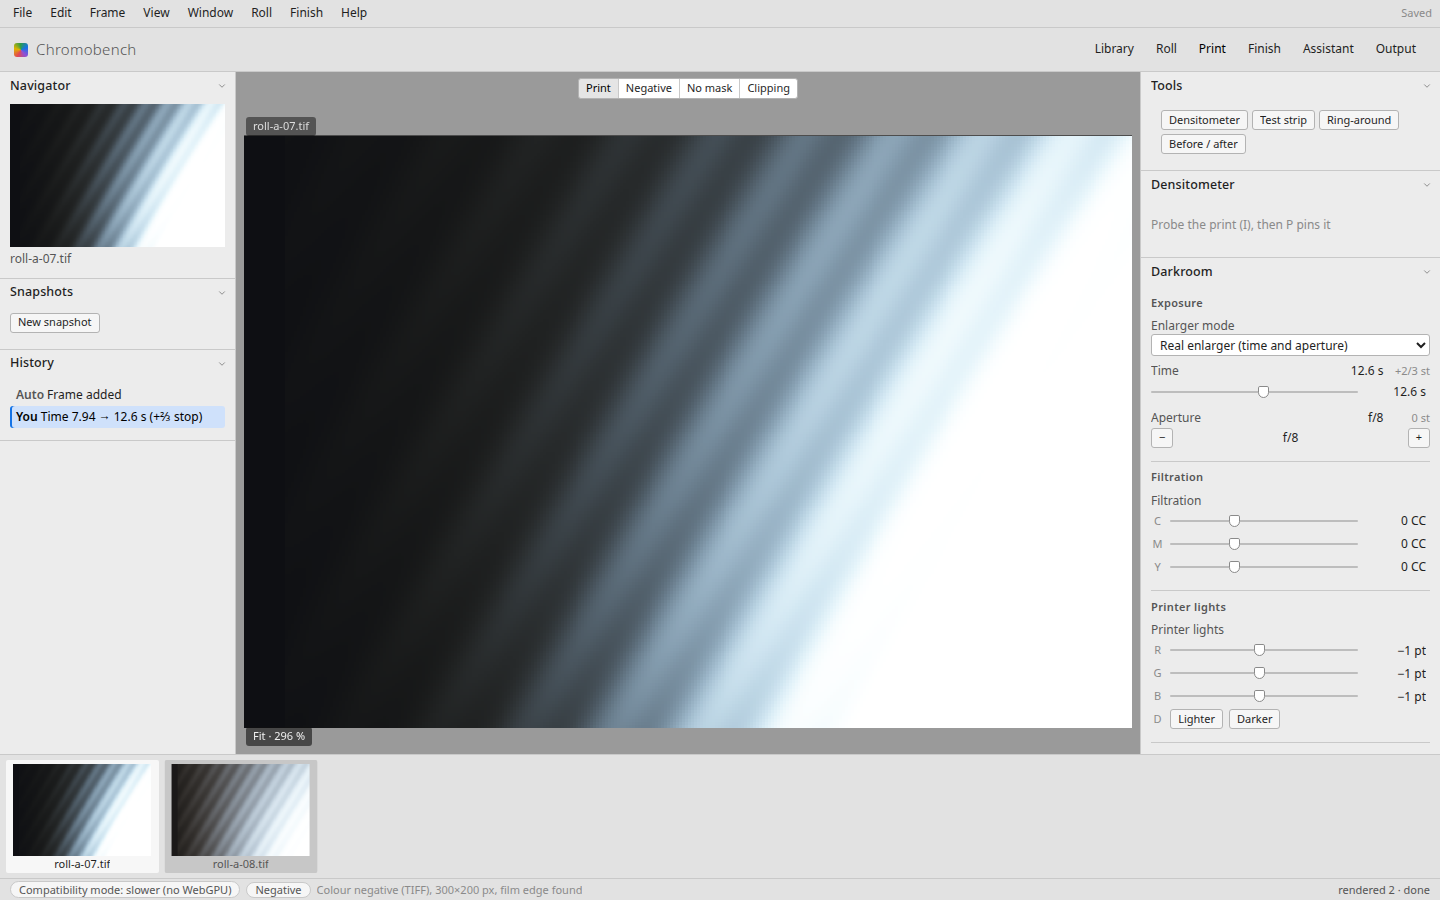 File Edit Frame View Window Roll Finish Help Saved
Chromobench Library Roll Print Finish Assistant Output
Navigator
roll-a-07.tif
Snapshots
New snapshot
History
Auto Frame added
You Time 7.94 → 12.6 s (+⅔ stop)
Print Negative No mask Clipping
roll-a-07.tif
Fit · 296 %
Tools
Densitometer Test strip Ring-around
Before / after
Densitometer
Probe the print (I), then P pins it
Darkroom
Exposure
Enlarger mode
Real enlarger (time and aperture)
Time 12.6 s +2/3 st
12.6 s
Aperture f/8 0 st
− f/8 +
Filtration
Filtration
C 0 CC
M 0 CC
Y 0 CC
Printer lights
Printer lights
R −1 pt
G −1 pt
B −1 pt
D Lighter Darker
roll-a-07.tif roll-a-08.tif
Compatibility mode: slower (no WebGPU) Negative Colour negative (TIFF), 300×200 px, film edge found rendered 2 · done